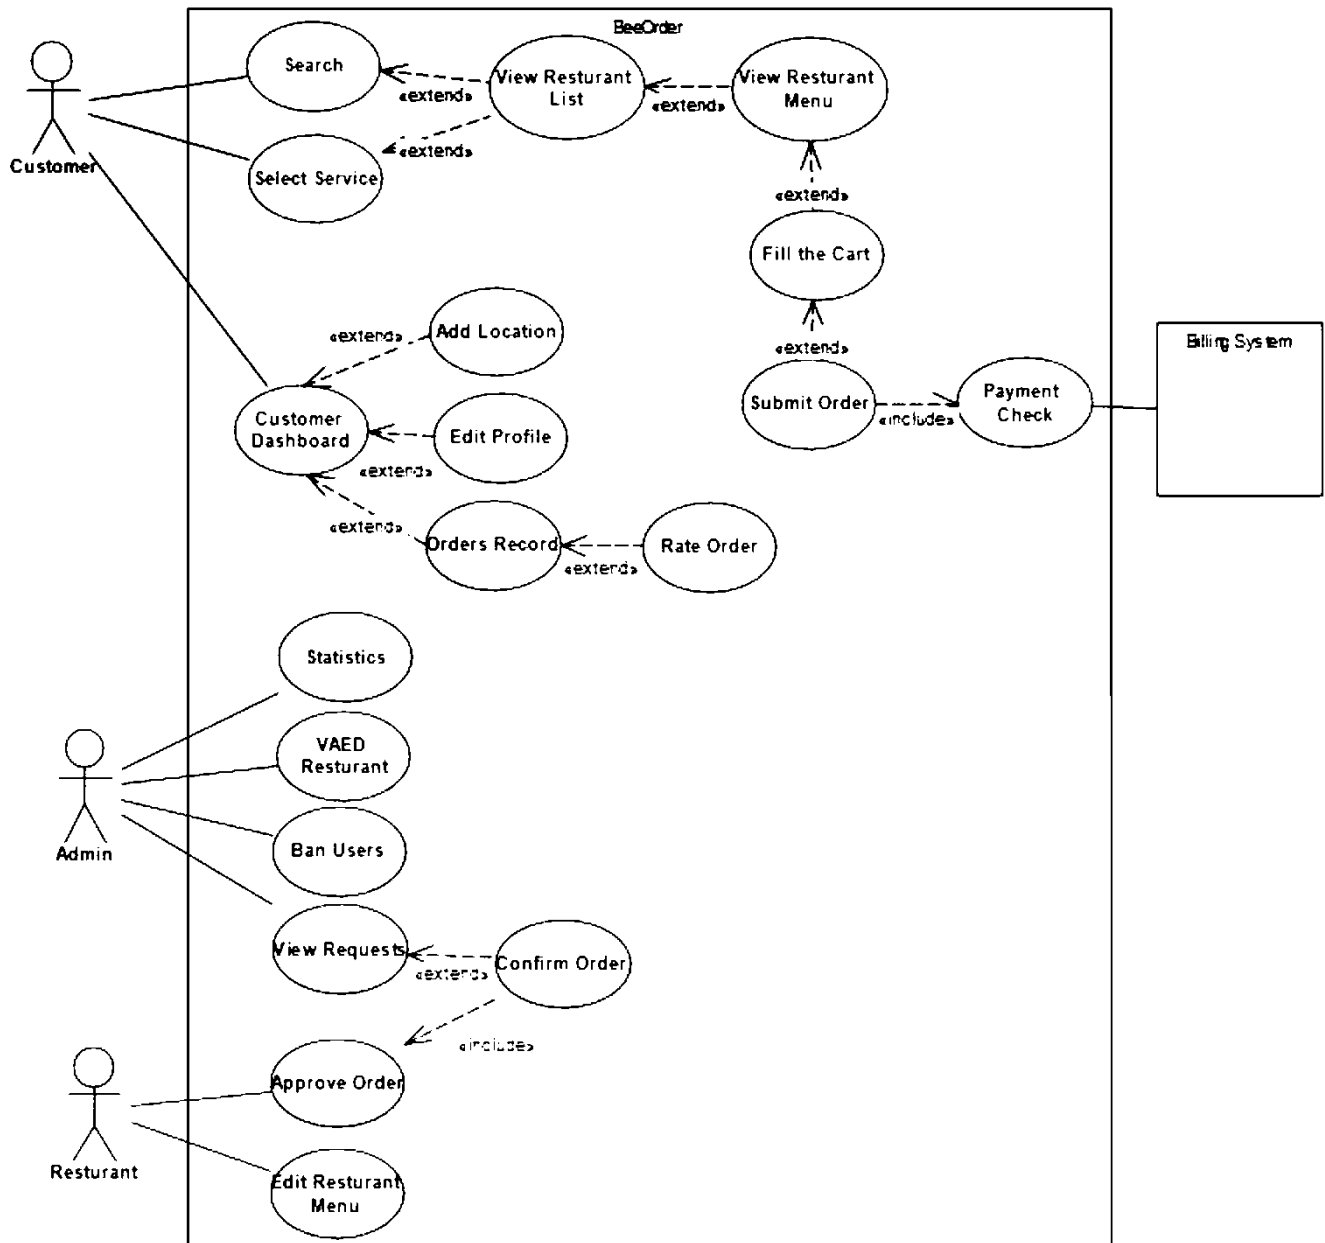 BeeOrder
Search
View Resturant
List
View Resturant
Menu
«extend»
«extend»
«extend»
Customer
Select Service
«extend»
Fill the Cart
Add Location
«extend»
«extend»
Billing System
Customer
Dashboard
Edit Profile
«extend»
Submit Order
«include»
Payment
Check
«extend»
Orders Record
«extend»
Rate Order
Statistics
VAED
Resturant
Admin
Ban Users
View Requests
«extend»
Confirm Order
«include»
Approve Order
Resturant
Edit Resturant
Menu